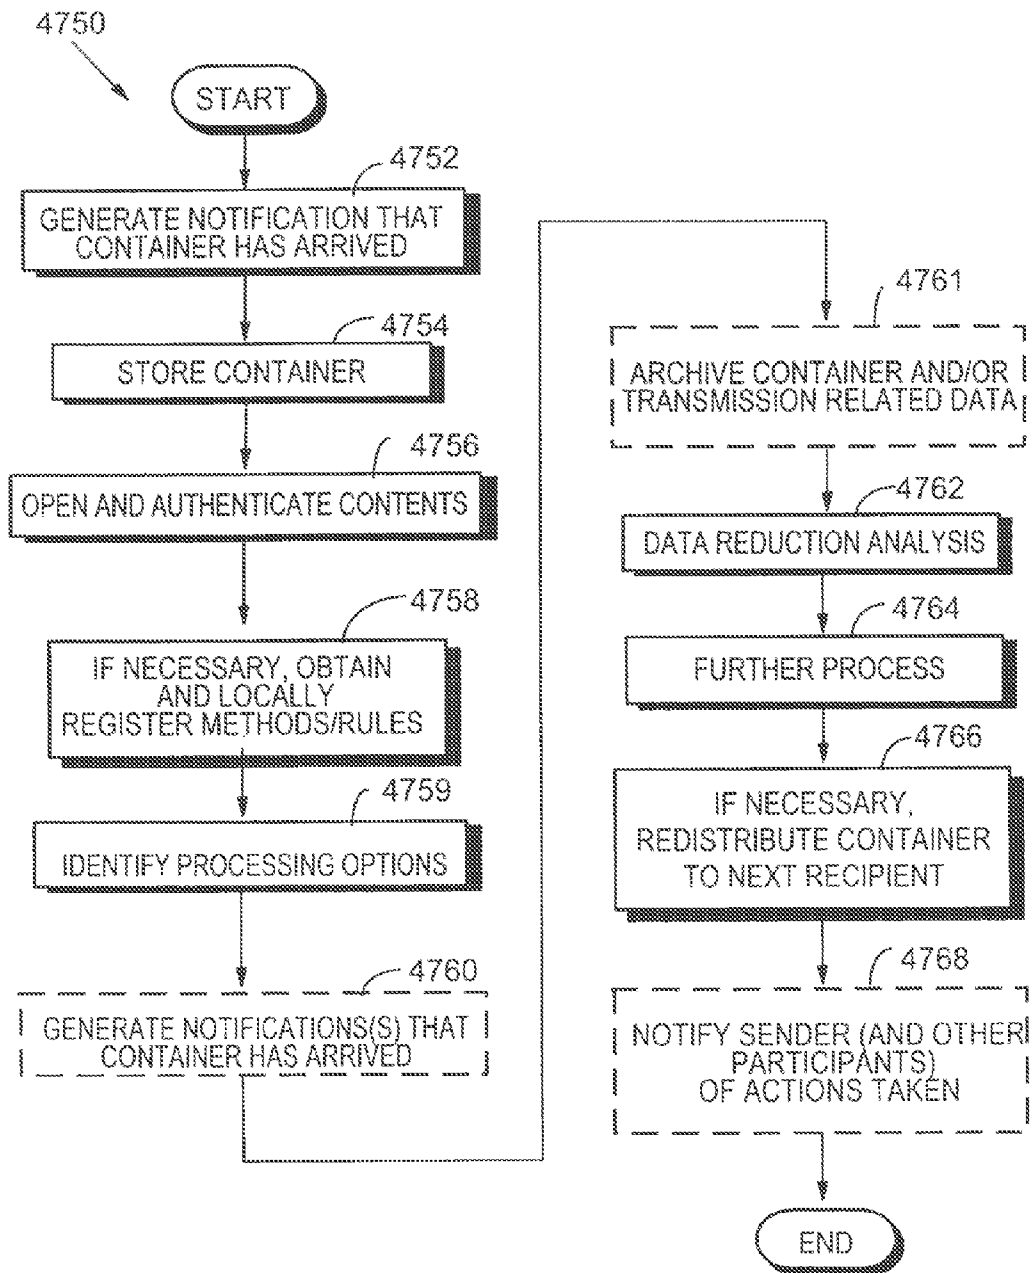 4750
START
4752
GENERATE NOTIFICATION THAT
CONTAINER HAS ARRIVED
4754
STORE CONTAINER
4756
OPEN AND AUTHENTICATE CONTENTS
4758
IF NECESSARY, OBTAIN
AND LOCALLY
REGISTER METHODS/RULES
4759
IDENTIFY PROCESSING OPTIONS
4760
GENERATE NOTIFICATIONS(S) THAT
CONTAINER HAS ARRIVED
4761
ARCHIVE CONTAINER AND/OR
TRANSMISSION RELATED DATA
4762
DATA REDUCTION ANALYSIS
4764
FURTHER PROCESS
4766
IF NECESSARY,
REDISTRIBUTE CONTAINER
TO NEXT RECIPIENT
4768
NOTIFY SENDER (AND OTHER
PARTICIPANTS)
OF ACTIONS TAKEN
END